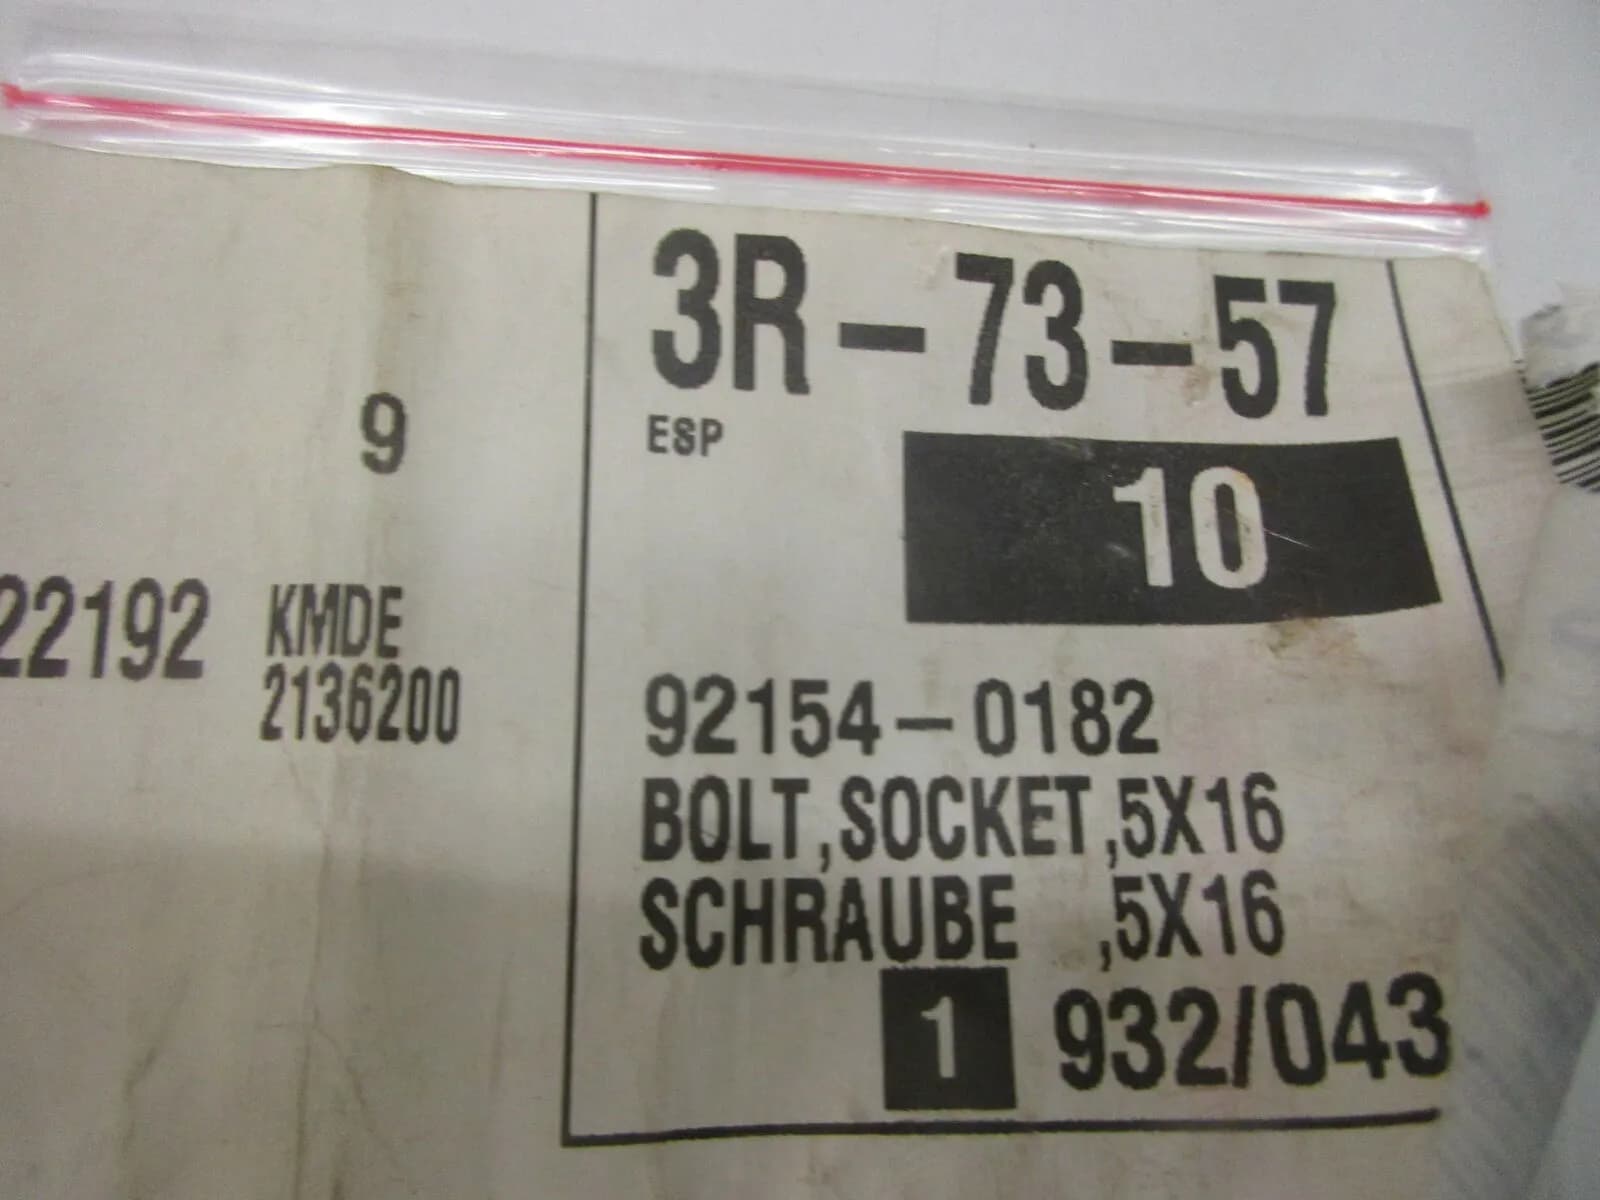 9
22192
KMDE
2136200
3R-73-57
ESP
10
92154-0182
BOLT,SOCKET,5X16
SCHRAUBE ,5X16
1 932/043